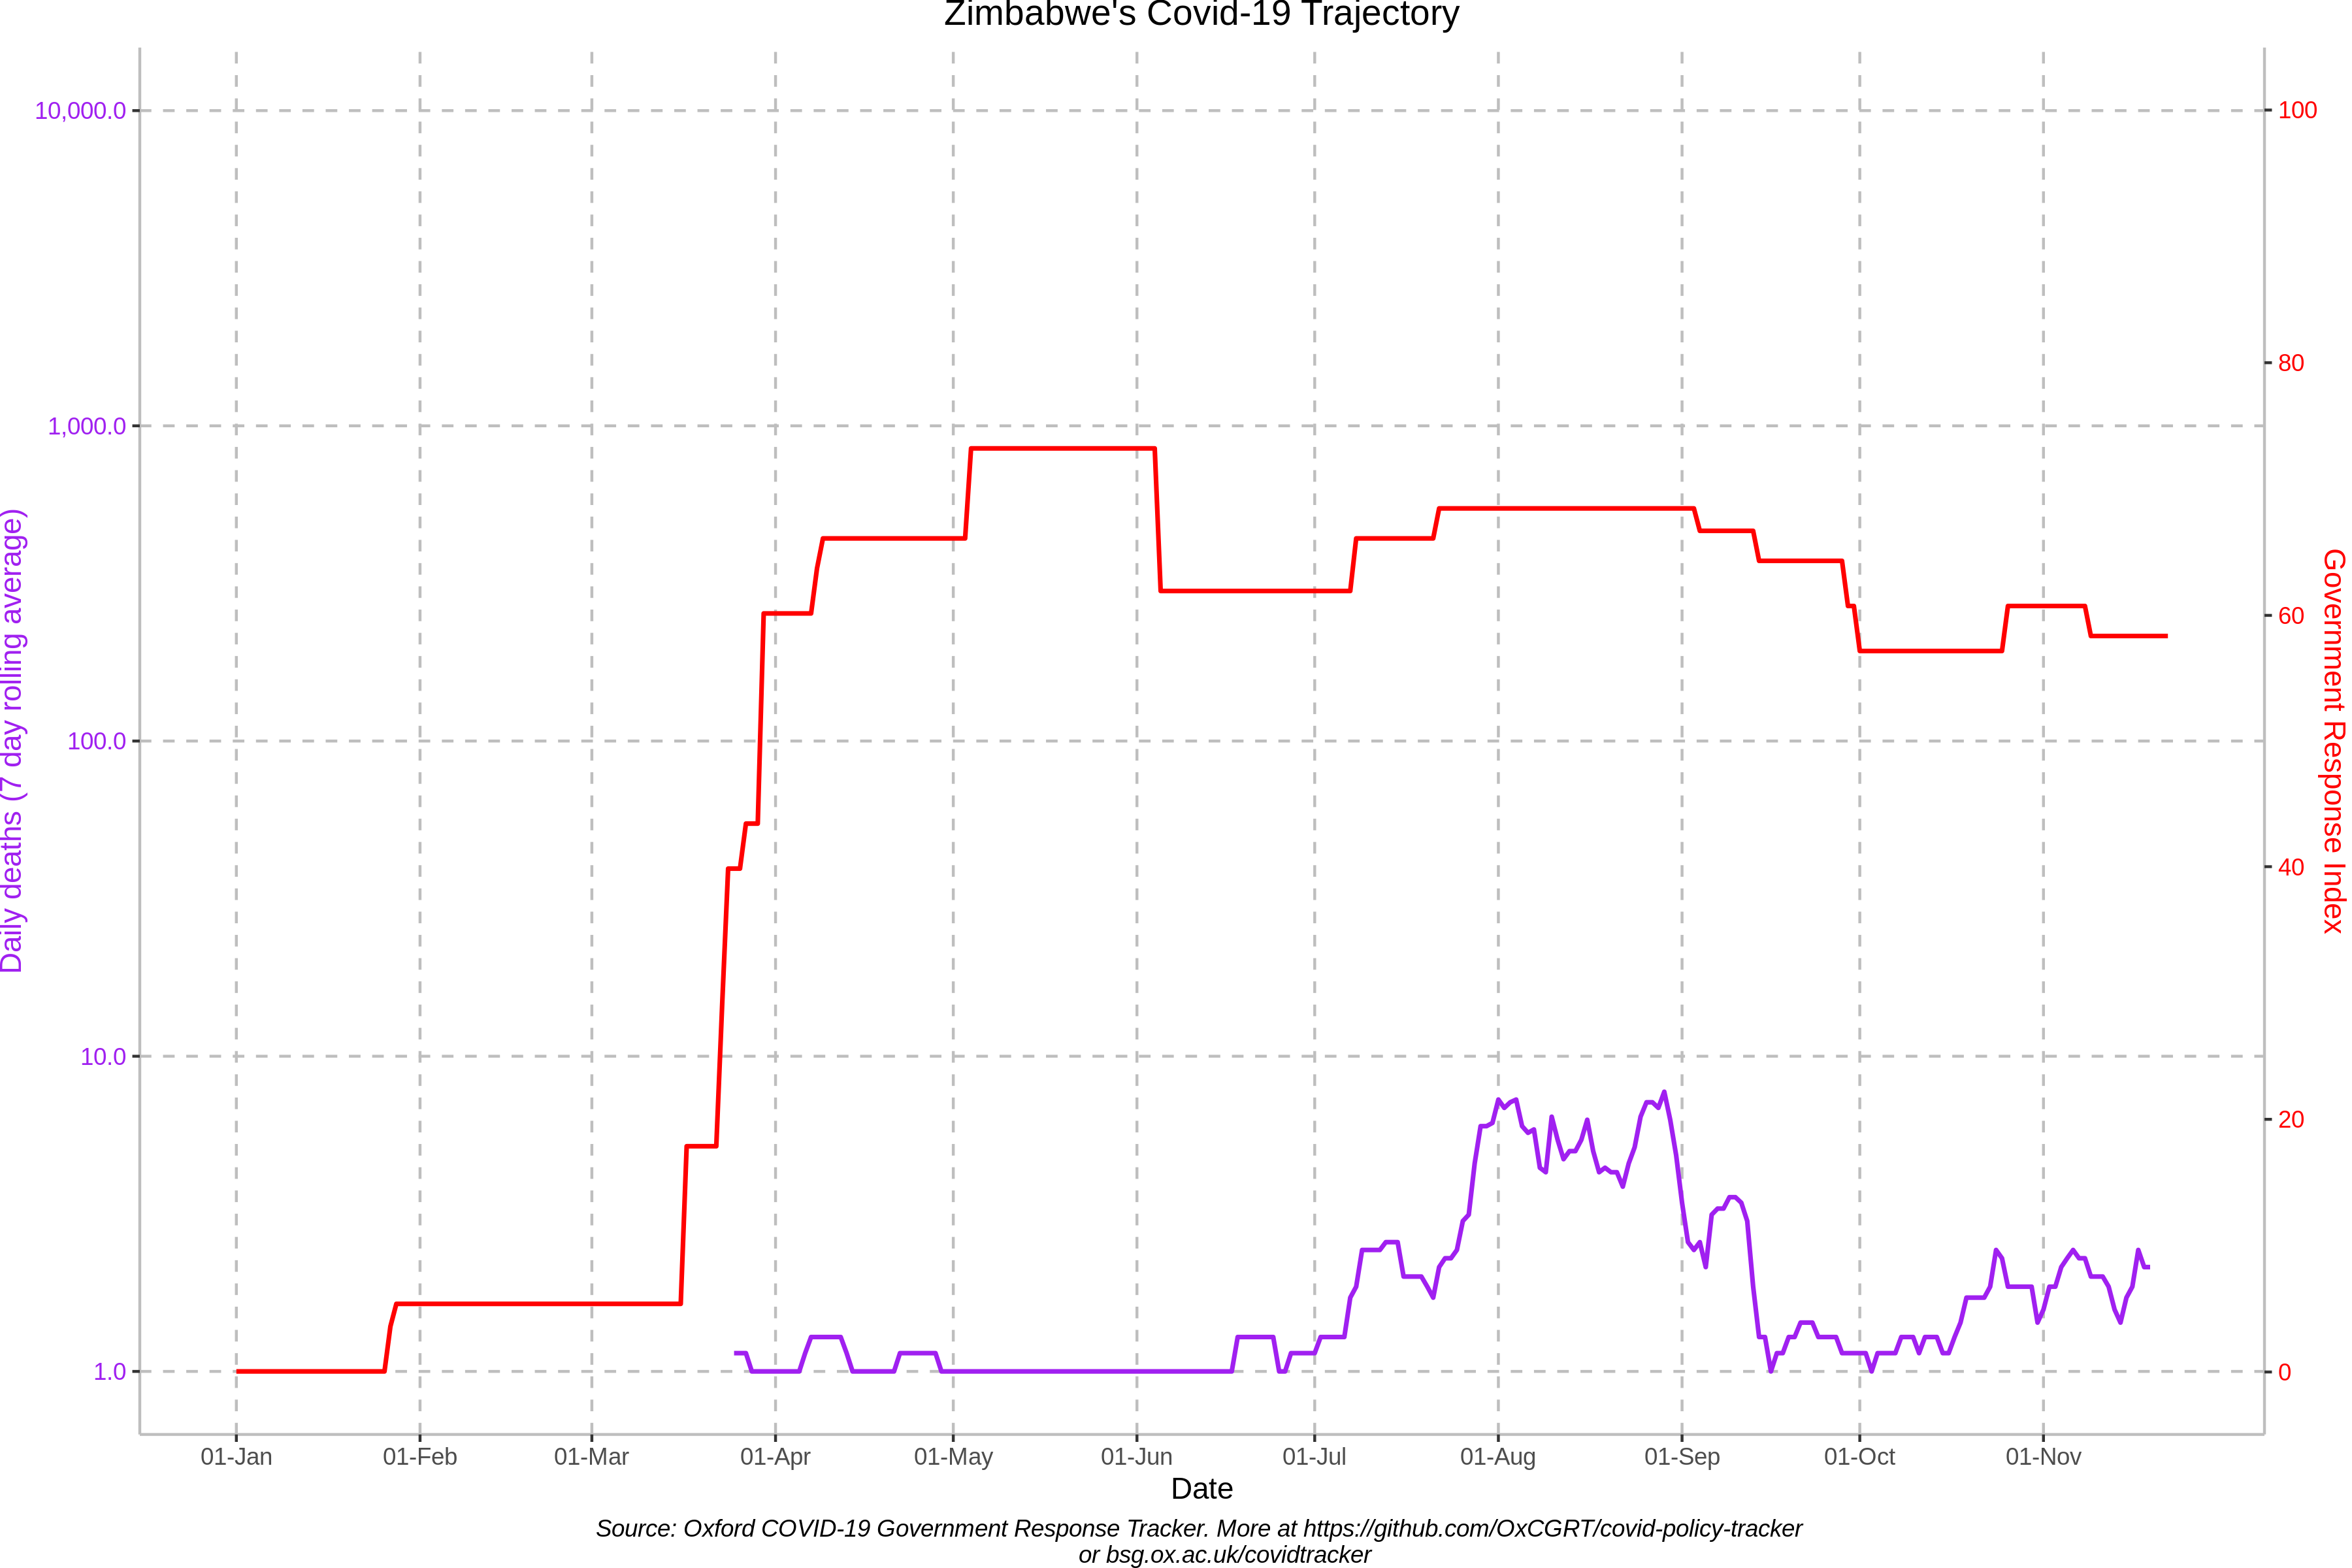 Zimbabwe's Covid-19 Trajectory
Daily deaths (7 day rolling average)
10,000.0
1,000.0
100.0
10.0
1.0
100
80
60
40
20
0
Government Response Index
01-Jan
01-Feb
01-Mar
01-Apr
01-May
01-Jun
01-Jul
01-Aug
01-Sep
01-Oct
01-Nov
Date
Source: Oxford COVID-19 Government Response Tracker. More at https://github.com/OxCGRT/covid-policy-tracker
or bsg.ox.ac.uk/covidtracker